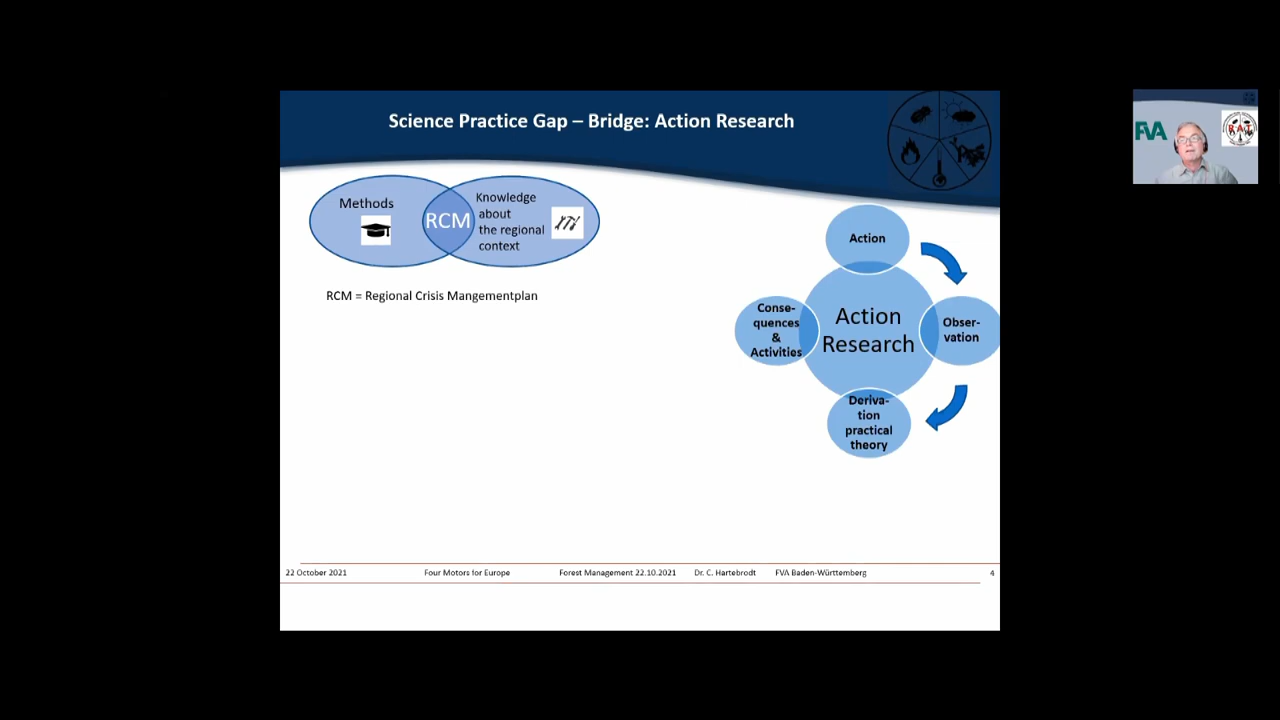 Science Practice Gap – Bridge: Action Research
Methods
RCM
Knowledge
about
the regional
context
RCM = Regional Crisis Mangementplan
Action
Conse-
quences
&
Activities
Action
Research
Obser-
vation
Deriva-
tion
practical
theory
22 October 2021
Four Motors for Europe
Forest Management 22.10.2021
Dr. C. Hartebrodt
FVA Baden-Württemberg
4
FVA